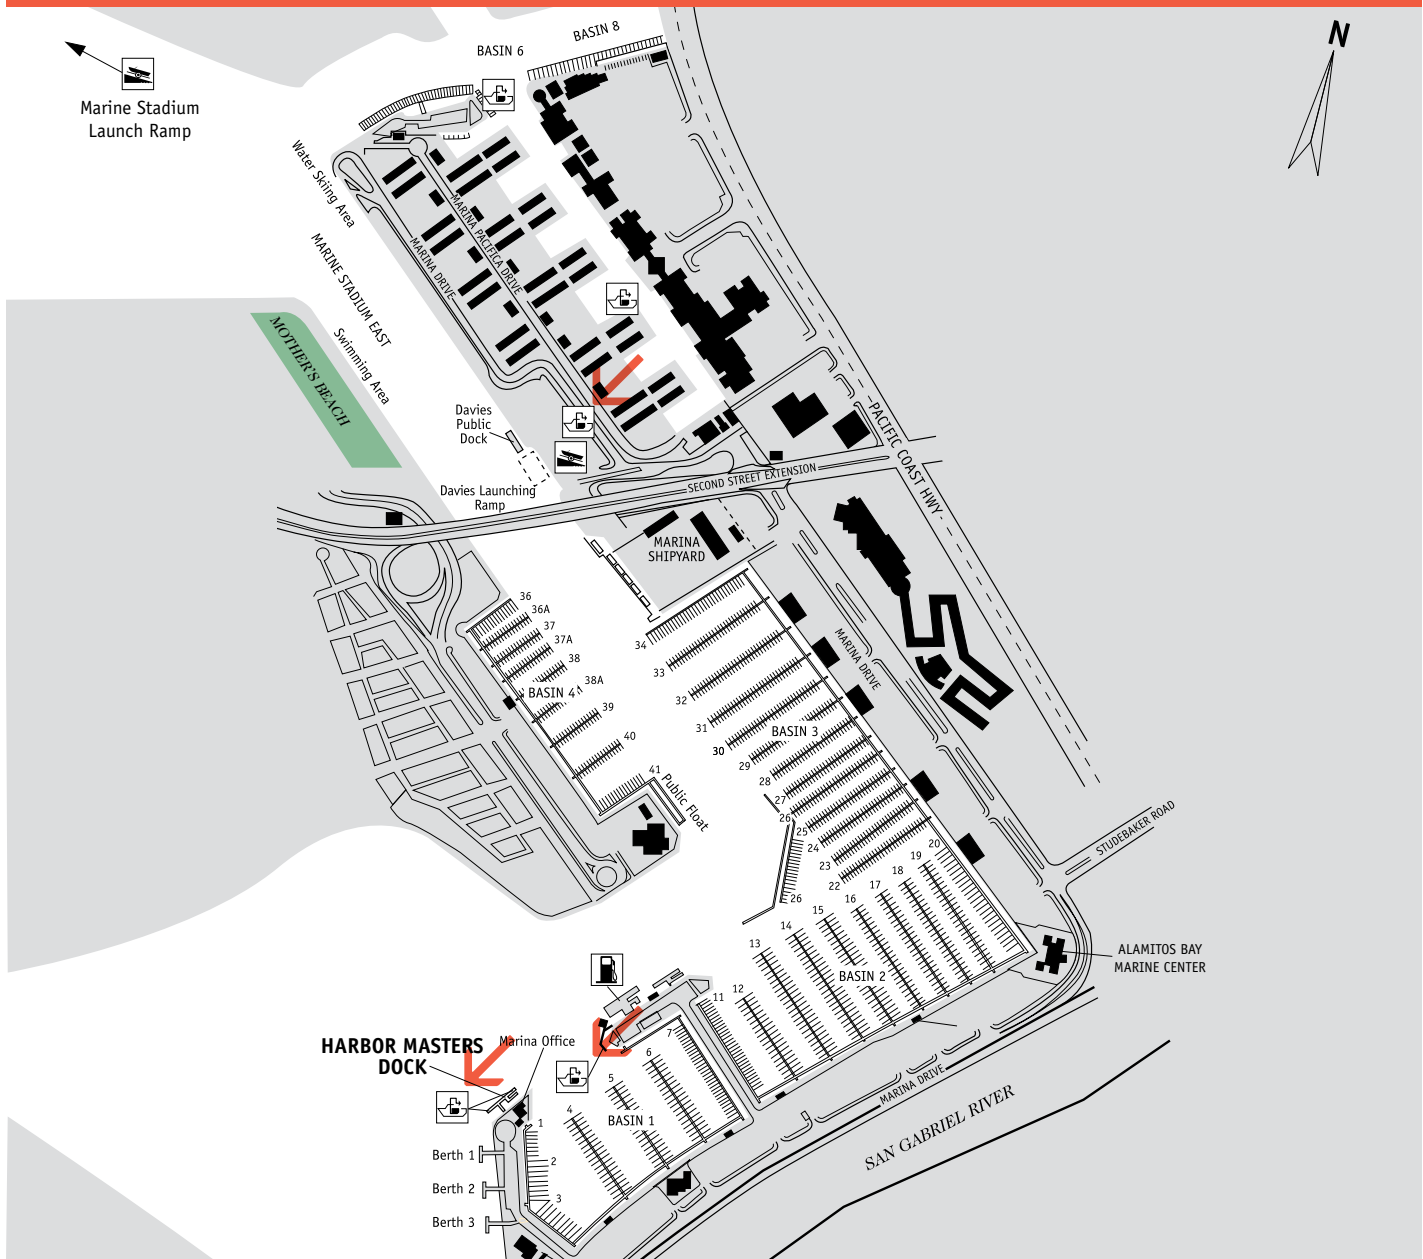 BASIN 8
BASIN 6
N
Marine Stadium
Launch Ramp
Water Skiing Area
MARINE STADIUM EAST
Swimming Area
MOTHER'S BEACH
MARINA DRIVE
MARINA PACIFICA DRIVE
Davies
Public
Dock
Davies Launching
Ramp
PACIFIC COAST HWY
SECOND STREET EXTENSION
MARINA
SHIPYARD
MARINA DRIVE
36
36A
37
37A
38
38A
39
40
41
BASIN 4
Public Float
34
33
32
31
30
29
28
27
26
25
24
23
22
26
BASIN 3
STUDEBAKER ROAD
20
19
18
17
16
15
14
13
12
11
BASIN 2
ALAMITOS BAY
MARINE CENTER
HARBOR MASTERS
DOCK
Marina Office
7
6
5
4
BASIN 1
1
2
3
Berth 1
Berth 2
Berth 3
MARINA DRIVE
SAN GABRIEL RIVER